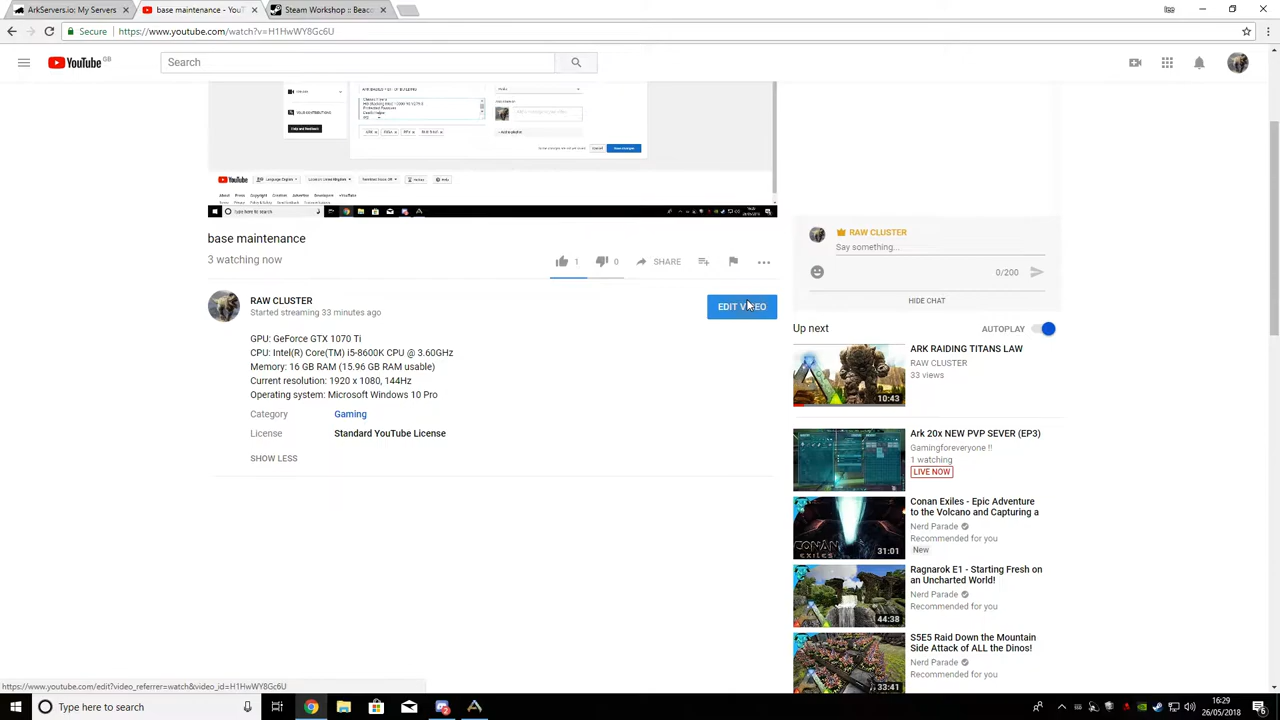 ArkServers.io: My Servers
base maintenance - YouT
Steam Workshop :: Beac
Secure
https://www.youtube.com/watch?v=H1HwWY8Gc6U
YouTube GB
Search
YouTube
base maintenance
3 watching now
1
0
SHARE
RAW CLUSTER
Started streaming 33 minutes ago
EDIT VIDEO
GPU: GeForce GTX 1070 Ti
CPU: Intel(R) Core(TM) i5-8600K CPU @ 3.60GHz
Memory: 16 GB RAM (15.96 GB RAM usable)
Current resolution: 1920 x 1080, 144Hz
Operating system: Microsoft Windows 10 Pro
Category
Gaming
License
Standard YouTube License
SHOW LESS
RAW CLUSTER
Say something...
0/200
HIDE CHAT
Up next
AUTOPLAY
ARK RAIDING TITANS LAW
RAW CLUSTER
33 views
10:43
Ark 20x NEW PVP SEVER (EP3)
Gamingforeveryone !!
1 watching
LIVE NOW
Conan Exiles - Epic Adventure
to the Volcano and Capturing a
Nerd Parade
Recommended for you
New
CONAN
EXILES
31:01
Ragnarok E1 - Starting Fresh on
an Uncharted World!
Nerd Parade
Recommended for you
44:38
S5E5 Raid Down the Mountain
Side Attack of ALL the Dinos!
Nerd Parade
Recommended for you
33:41
https://www.youtube.com/edit?video_referrer=watch&video_id=H1HwWY8Gc6U
Type here to search
16:29
26/05/2018